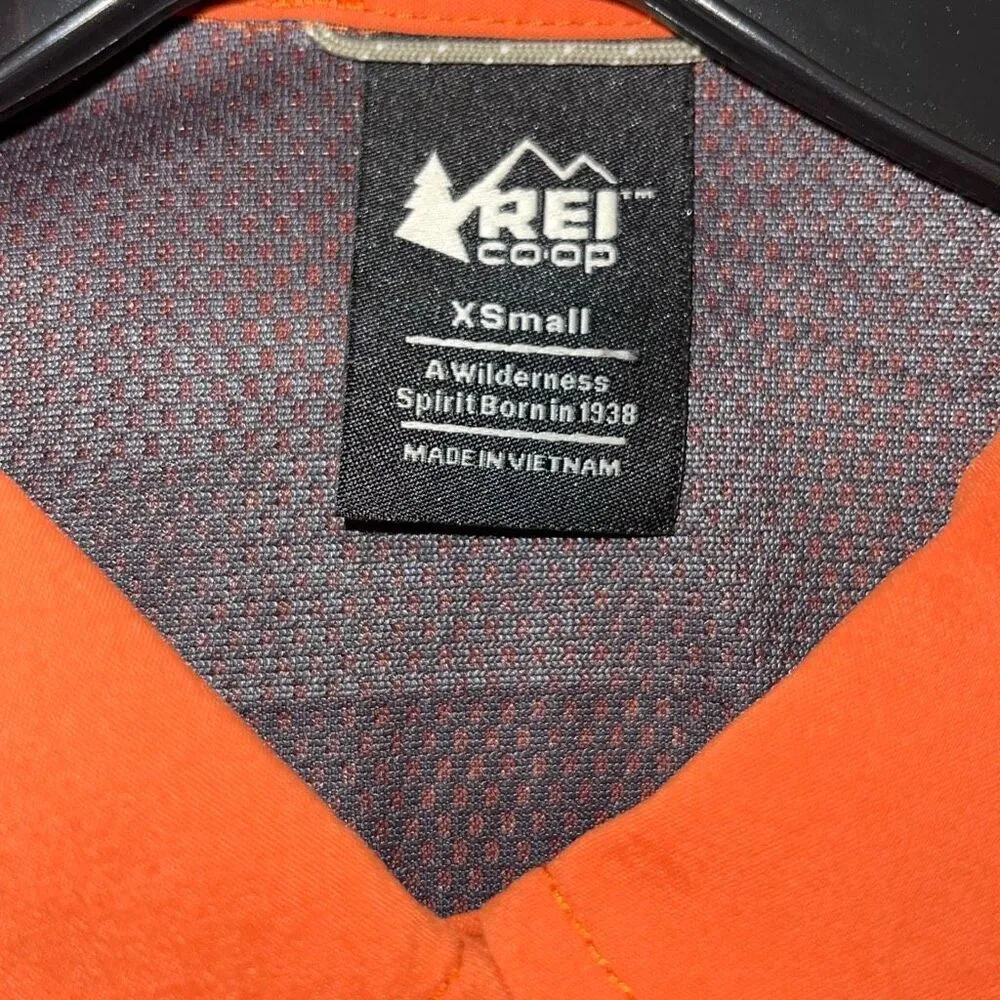 REI™
CO·OP
XSmall
A Wilderness
Spirit Born in 1938
MADE IN VIETNAM